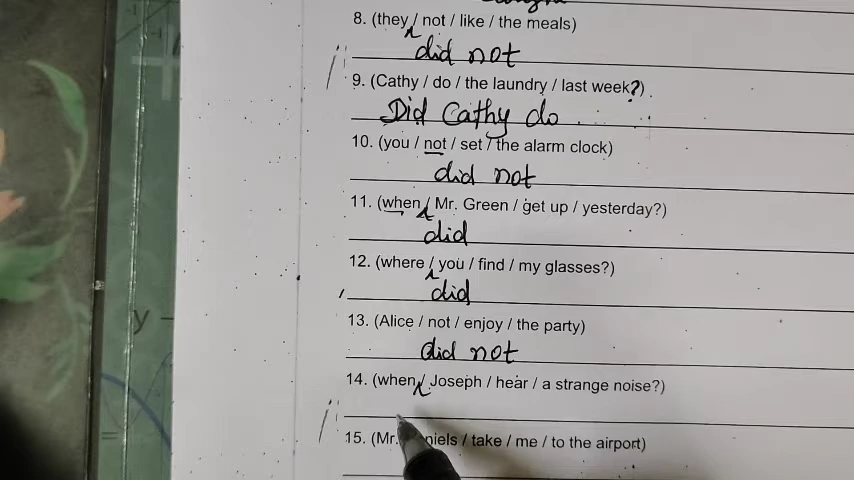 8. (they / not / like / the meals)
did not
9. (Cathy / do / the laundry / last week?)
Did Cathy do
10. (you / not / set / the alarm clock)
did not
11. (when / Mr. Green / get up / yesterday?)
did
12. (where / you / find / my glasses?)
did
13. (Alice / not / enjoy / the party)
did not
14. (when / Joseph / hear / a strange noise?)
15. (Mr. / take / me / to the airport)